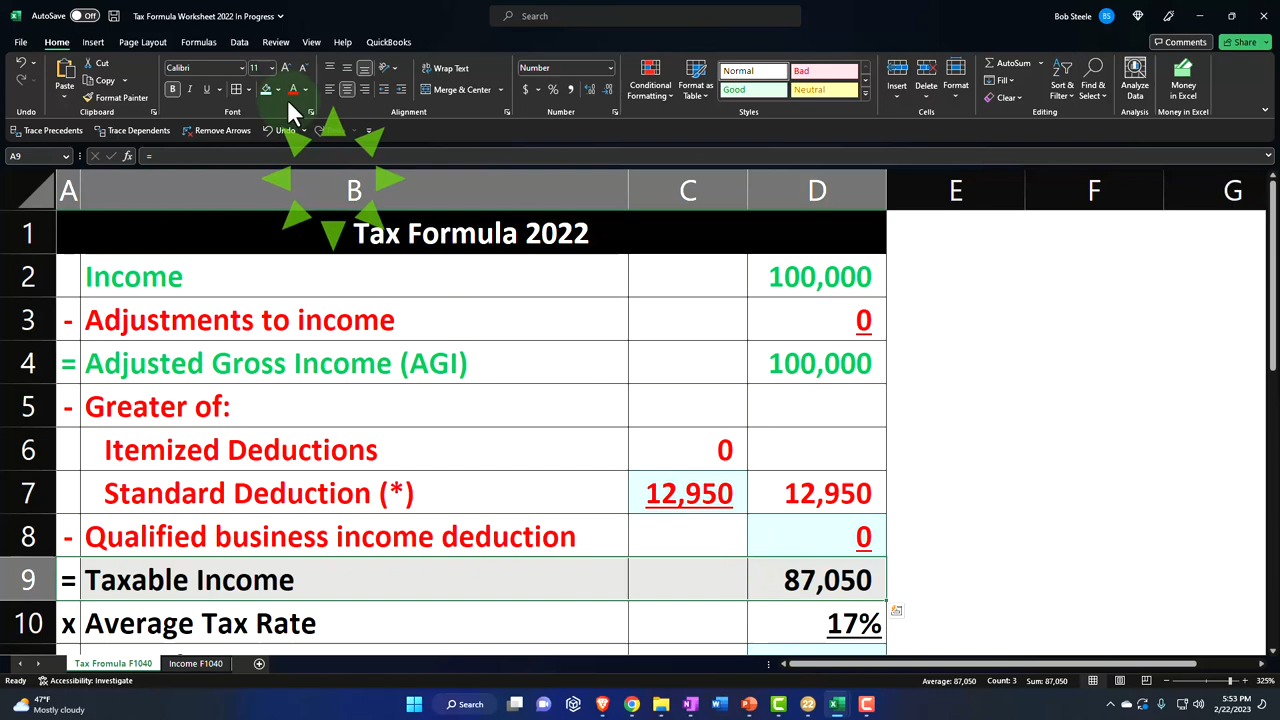 AutoSave Off Tax Formula Worksheet 2022 In Progress Search Bob Steele BS
File Home Insert Page Layout Formulas Data Review View Help QuickBooks Comments Share
Cut
Copy
Format Painter
Paste
Undo Clipboard
Calibri 11
B I U
Font
Wrap Text
Merge & Center
Alignment
Number
$ % 9
Number
Conditional Formatting
Format as Table
Normal Bad
Good Neutral
Styles
Insert Delete Format
Cells
AutoSum
Fill
Clear
Sort & Filter
Find & Select
Editing
Analyze Data
Analysis
Money in Excel
Money
Trace Precedents Trace Dependents Remove Arrows Undo
A9 fx =
A B C D E F G
1 Tax Formula 2022
2 Income 100,000
3 - Adjustments to income 0
4 = Adjusted Gross Income (AGI) 100,000
5 - Greater of:
6 Itemized Deductions 0
7 Standard Deduction (*) 12,950 12,950
8 - Qualified business income deduction 0
9 = Taxable Income 87,050
10 x Average Tax Rate 17%
Tax Fromula F1040 Income F1040
Accessibility: Investigate Average: 87,050 Count: 3 Sum: 87,050 325%
47°F
Mostly cloudy
Search
5:53 PM
2/22/2023